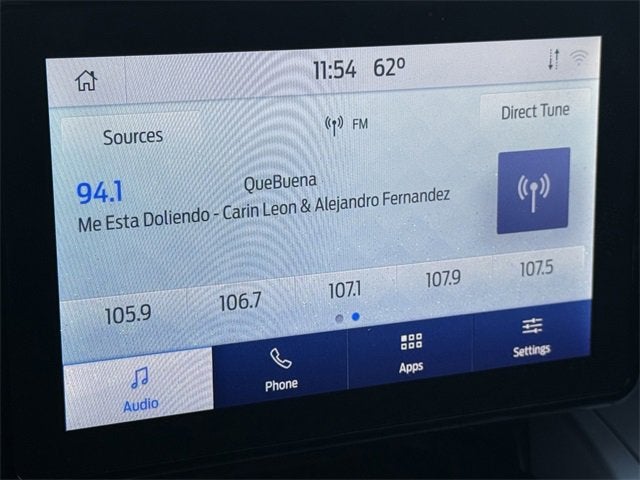 11:54 62°
Sources
FM
Direct Tune
94.1
QueBuena
Me Esta Doliendo - Carin Leon & Alejandro Fernandez
105.9 106.7 107.1 107.9 107.5
Audio Phone Apps Settings